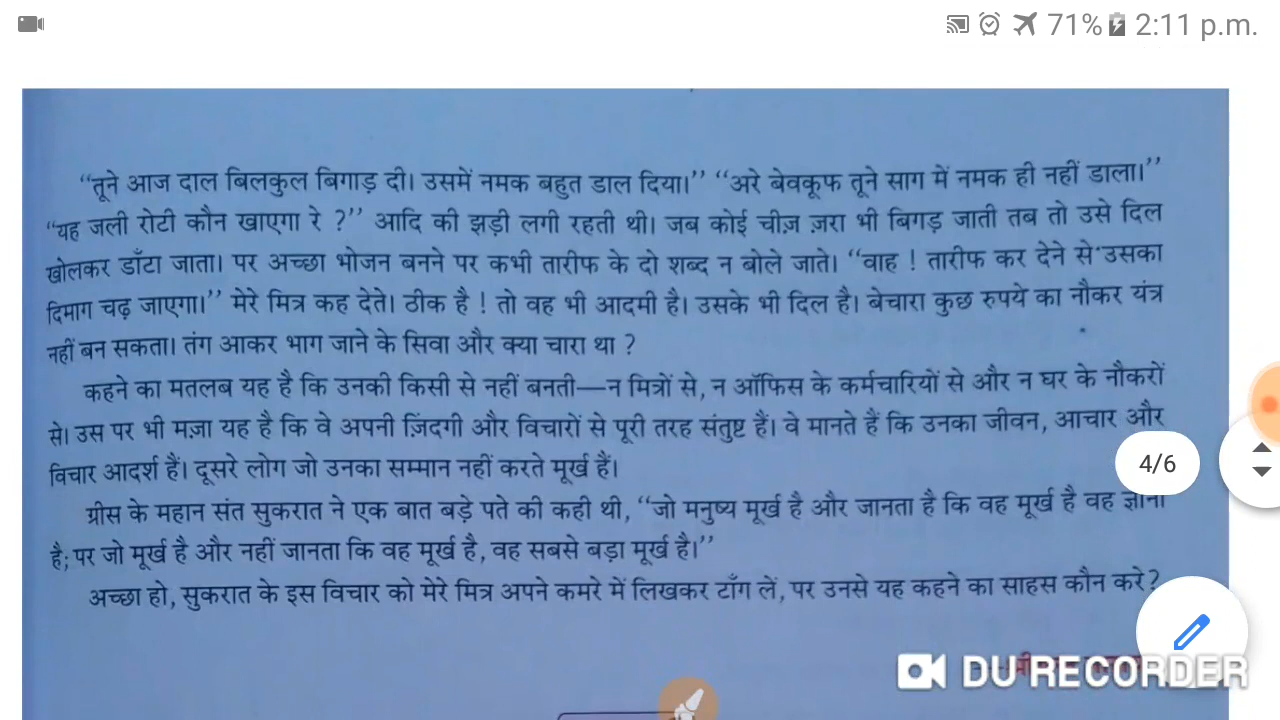 71% 2:11 p.m.
“तूने आज दाल बिलकुल बिगाड़ दी। उसमें नमक बहुत डाल दिया।” “अरे बेवकूफ तूने साग में नमक ही नहीं डाला।”
“यह जली रोटी कौन खाएगा रे ?” आदि की झड़ी लगी रहती थी। जब कोई चीज़ ज़रा भी बिगड़ जाती तब तो उसे दिल
खोलकर डाँटा जाता। पर अच्छा भोजन बनने पर कभी तारीफ के दो शब्द न बोले जाते। “वाह ! तारीफ कर देने से उसका
दिमाग चढ़ जाएगा।” मेरे मित्र कह देते। ठीक है ! तो वह भी आदमी है। उसके भी दिल है। बेचारा कुछ रुपये का नौकर यंत्र
नहीं बन सकता। तंग आकर भाग जाने के सिवा और क्या चारा था ?
कहने का मतलब यह है कि उनकी किसी से नहीं बनती—न मित्रों से, न ऑफिस के कर्मचारियों से और न घर के नौकरों
से। उस पर भी मज़ा यह है कि वे अपनी ज़िंदगी और विचारों से पूरी तरह संतुष्ट हैं। वे मानते हैं कि उनका जीवन, आचार और
विचार आदर्श हैं। दूसरे लोग जो उनका सम्मान नहीं करते मूर्ख हैं।
4/6
ग्रीस के महान संत सुकरात ने एक बात बड़े पते की कही थी, “जो मनुष्य मूर्ख है और जानता है कि वह मूर्ख है वह ज्ञानी
है; पर जो मूर्ख है और नहीं जानता कि वह मूर्ख है, वह सबसे बड़ा मूर्ख है।”
अच्छा हो, सुकरात के इस विचार को मेरे मित्र अपने कमरे में लिखकर टाँग लें, पर उनसे यह कहने का साहस कौन करे?
DU RECORDER